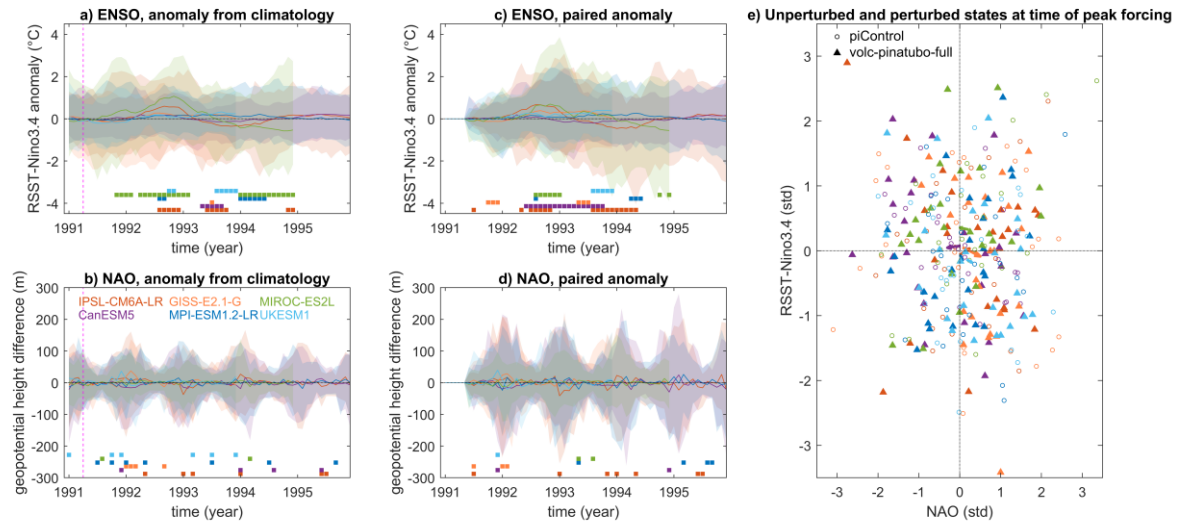 a) ENSO, anomaly from climatology
RSST-Nino3.4 anomaly (°C)
4
2
0
-2
-4
1991 1992 1993 1994 1995
time (year)
b) NAO, anomaly from climatology
geopotential height difference (m)
300
200
100
0
-100
-200
-300
IPSL-CM6A-LR GISS-E2.1-G MIROC-ES2L
CanESM5 MPI-ESM1.2-LR UKESM1
1991 1992 1993 1994 1995
time (year)
c) ENSO, paired anomaly
RSST-Nino3.4 anomaly (°C)
4
2
0
-2
-4
1991 1992 1993 1994 1995
time (year)
d) NAO, paired anomaly
geopotential height difference (m)
300
200
100
0
-100
-200
-300
1991 1992 1993 1994 1995
time (year)
e) Unperturbed and perturbed states at time of peak forcing
piControl
volc-pinatubo-full
RSST-Nino3.4 (std)
3
2
1
0
-1
-2
-3
-3 -2 -1 0 1 2 3
NAO (std)